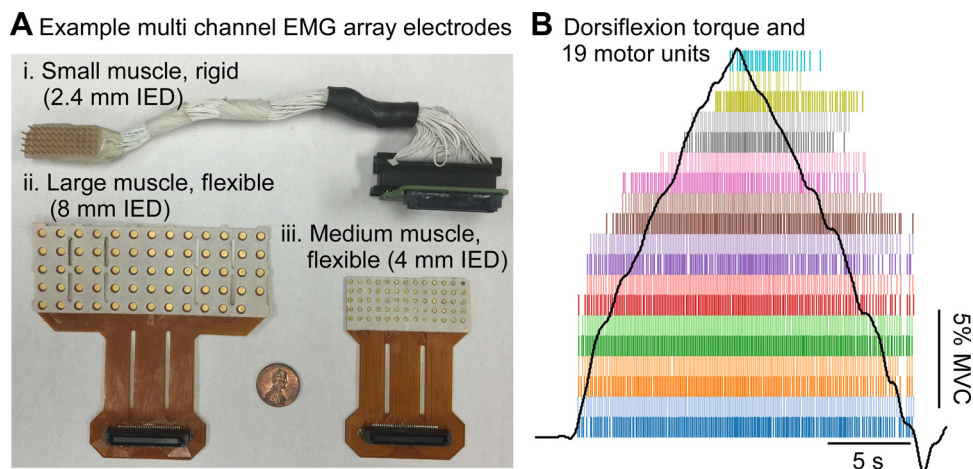 A Example multi channel EMG array electrodes
i. Small muscle, rigid
(2.4 mm IED)
ii. Large muscle, flexible
(8 mm IED)
iii. Medium muscle,
flexible (4 mm IED)
B Dorsiflexion torque and
19 motor units
5% MVC
5 s